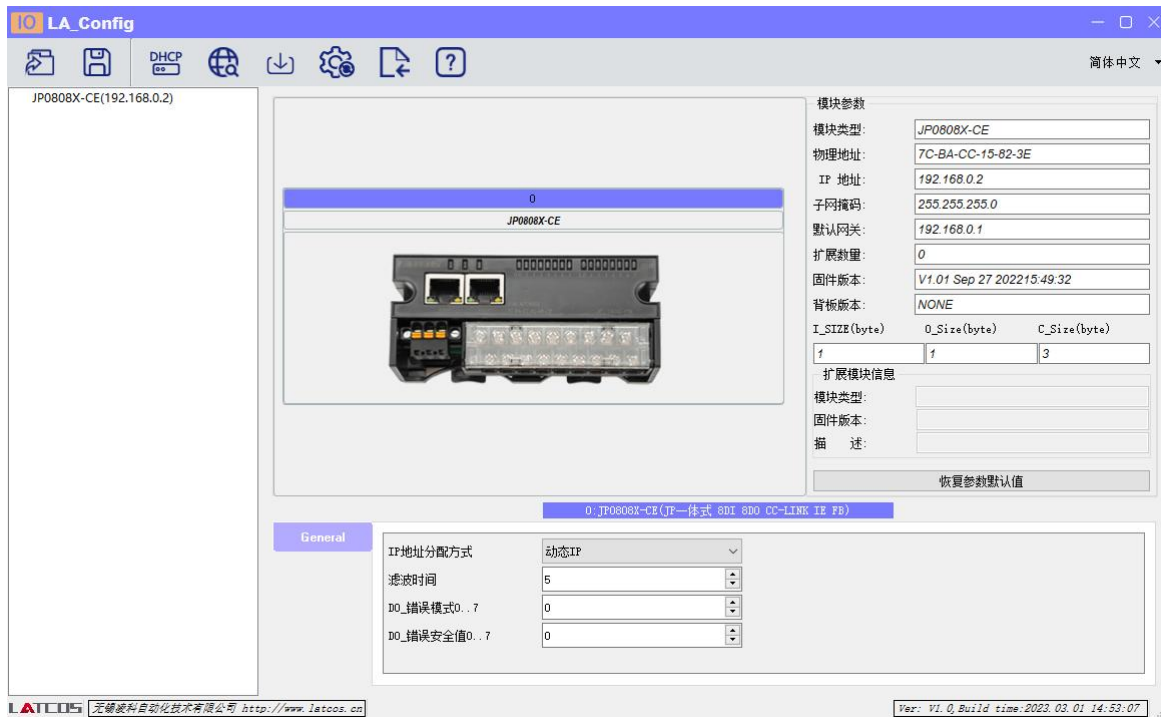 IO LA_Config
DHCP
简体中文
JP0808X-CE(192.168.0.2)
0
JP0808X-CE
模块参数
模块类型: JP0808X-CE
物理地址: 7C-BA-CC-15-82-3E
IP 地址: 192.168.0.2
子网掩码: 255.255.255.0
默认网关: 192.168.0.1
扩展数量: 0
固件版本: V1.01 Sep 27 202215:49:32
背板版本: NONE
I_SIZE(byte) O_Size(byte) C_Size(byte)
1 1 3
扩展模块信息
模块类型:
固件版本:
描 述:
恢复参数默认值
0:JP0808X-CE(JP一体式 8DI 8DO CC-LINK IE FB)
General
IP地址分配方式 动态IP
滤波时间 5
DO_错误模式0..7 0
DO_错误安全值0..7 0
LATCOS 无锡凌科自动化技术有限公司 http://www.latcos.cn
Ver: V1.0,Build time:2023.03.01 14:53:07